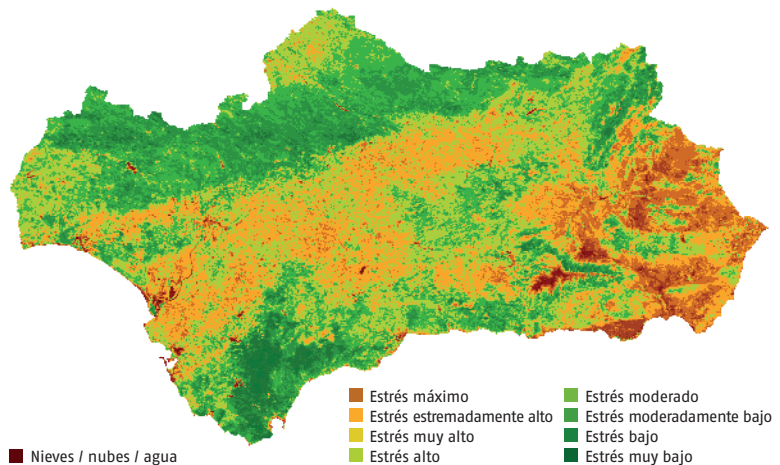 Estrés máximo
Estrés extremadamente alto
Estrés muy alto
Estrés alto
Estrés moderado
Estrés moderadamente bajo
Estrés bajo
Estrés muy bajo
Nieves / nubes / agua